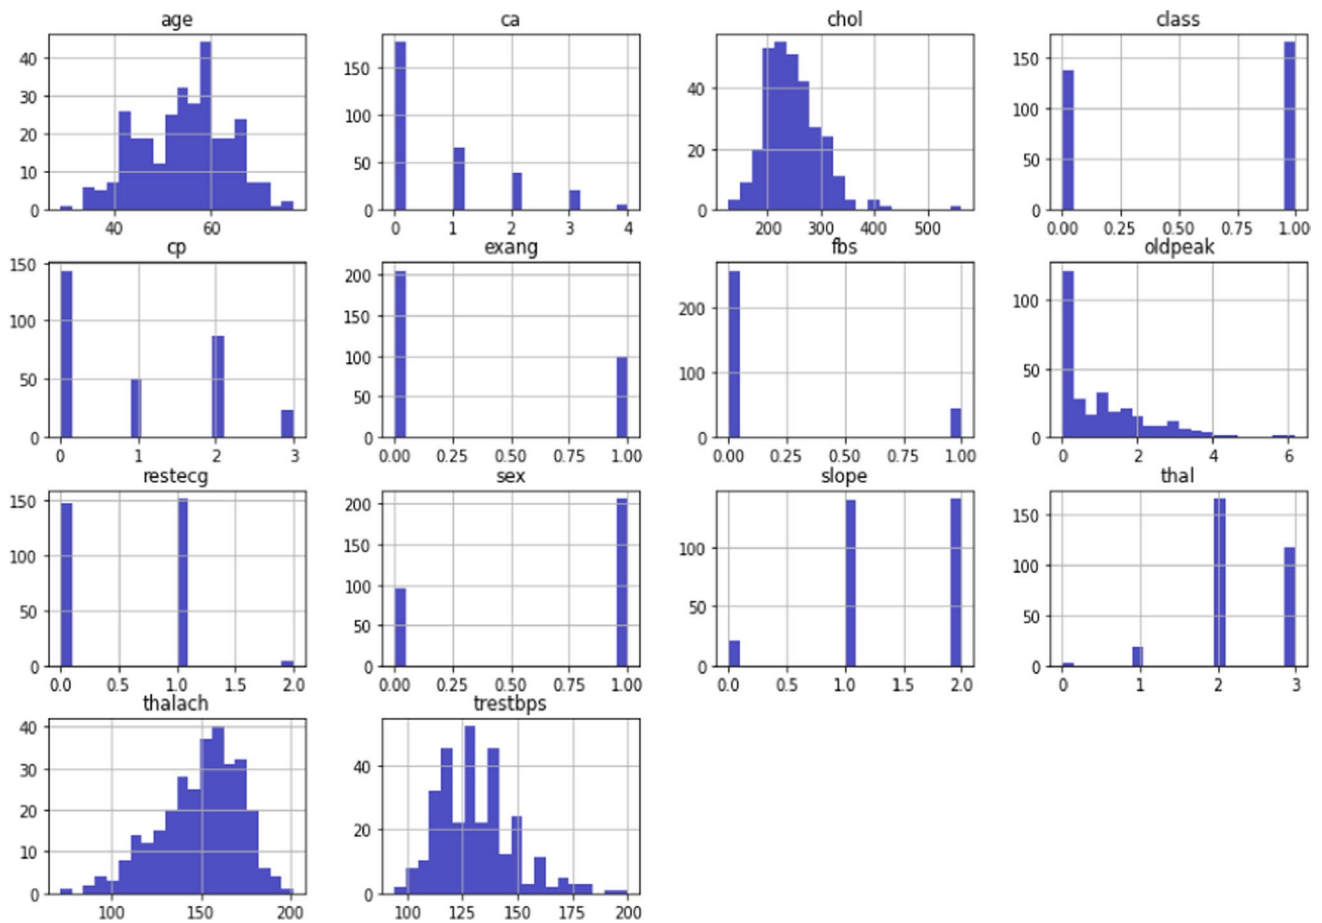 age ca chol class
40 150 40 150
30 100 20 100
20 50 0 50
10 0 0
0
40 60 0 1 2 3 4 200 300 400 500 0.00 0.25 0.50 0.75 1.00
cp exang fbs oldpeak
150 200 200 100
100 150 100 50
50 100 0 0
0 50
0
0 1 2 3 0.00 0.25 0.50 0.75 1.00 0.00 0.25 0.50 0.75 1.00 0 2 4 6
restecg sex slope thal
150 200 100 150
100 150 50 100
50 100 0 50
0 50 0
0
0.0 0.5 1.0 1.5 2.0 0.00 0.25 0.50 0.75 1.00 0.0 0.5 1.0 1.5 2.0 0 1 2 3
thalach trestbps
40 40
30 20
20 0
10
0
100 150 200 100 125 150 175 200